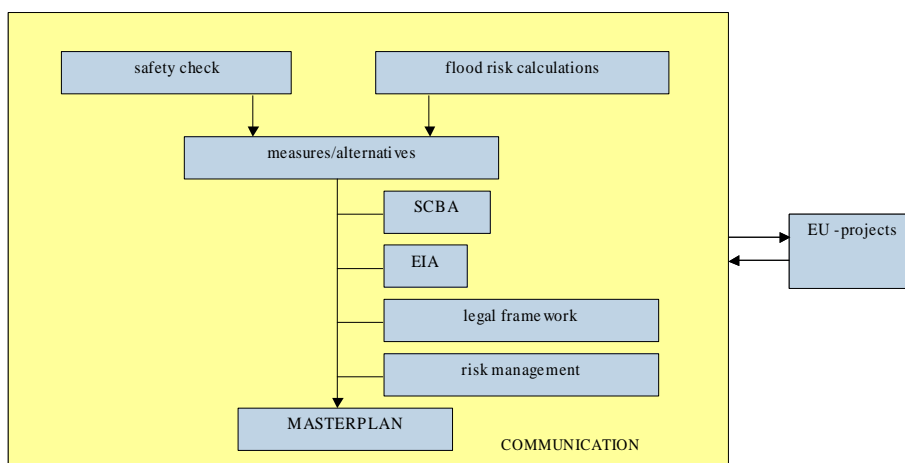 safety check
flood risk calculations
measures/alternatives
SCBA
EIA
EU -projects
legal framework
risk management
MASTERPLAN
COMMUNICATION